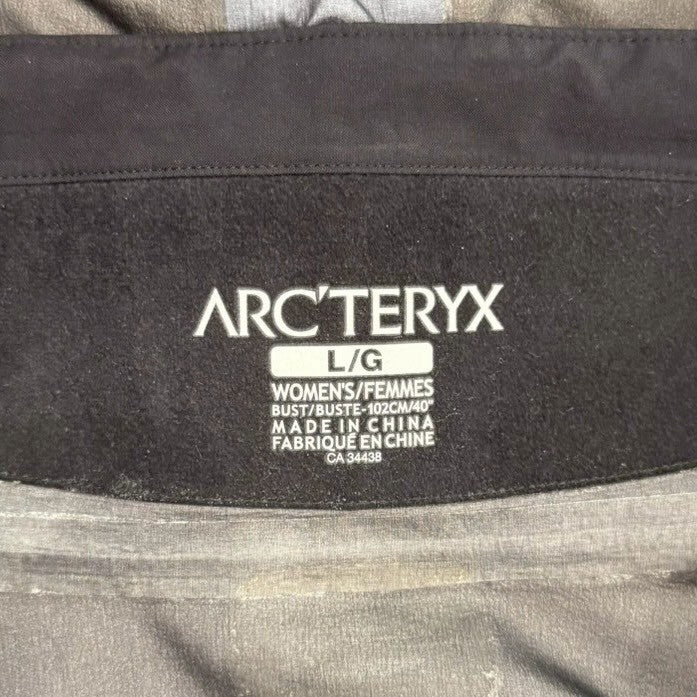 ARC'TERYX
L/G
WOMEN'S/FEMMES
BUST/BUSTE-102CM/40"
MADE IN CHINA
FABRIQUÉ EN CHINE
CA 34438